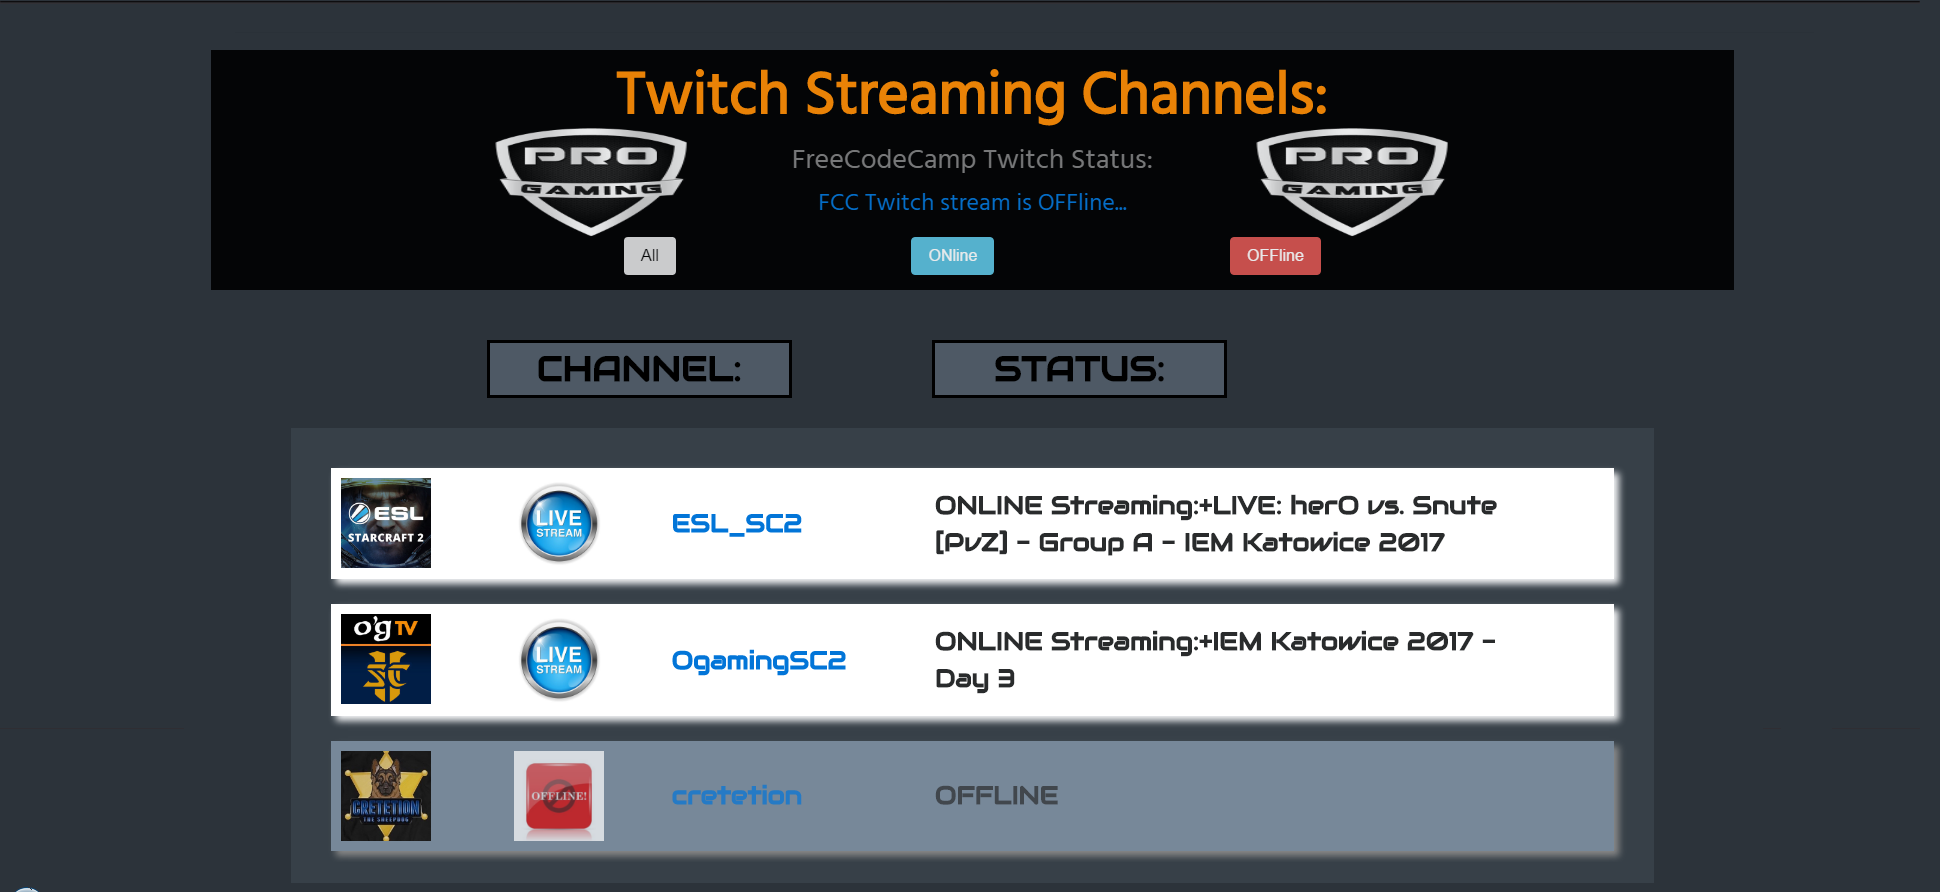 Twitch Streaming Channels:
PRO
GAMING
FreeCodeCamp Twitch Status:
FCC Twitch stream is OFFline...
PRO
GAMING
All
ONline
OFFline
CHANNEL:
STATUS:
ESL
STARCRAFT 2
LIVE
STREAM
ESL_SC2
ONLINE Streaming:+LIVE: herO vs. Snute
[PvZ] - Group A - IEM Katowice 2017
o'g TV
SC
LIVE
STREAM
OgamingSC2
ONLINE Streaming:+IEM Katowice 2017 -
Day 3
CRETETION
THE SHEEPDOG
OFFLINE!
cretetion
OFFLINE